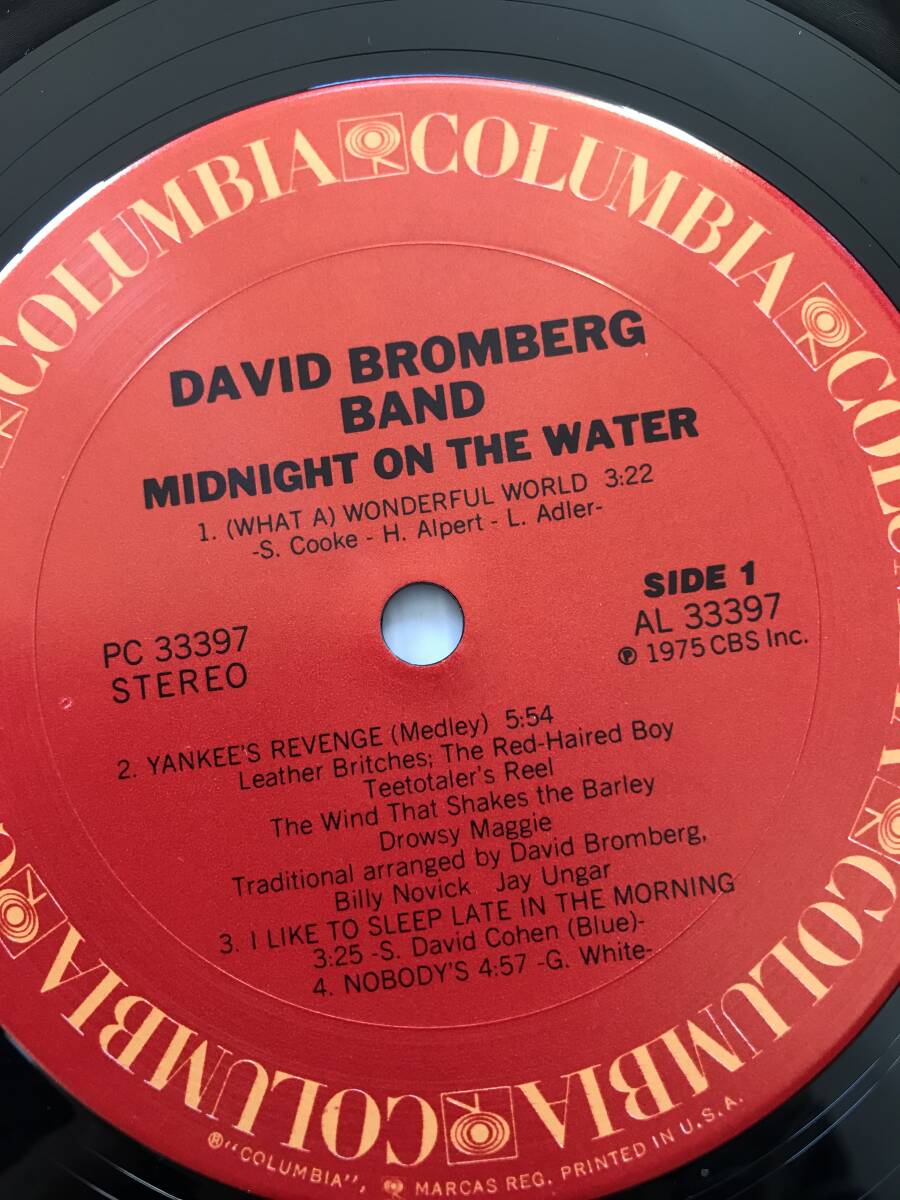 COLUMBIA COLUMBIA COLUMBIA COLUMBIA COLUMBIA COLUMBIA
DAVID BROMBERG
BAND
MIDNIGHT ON THE WATER
1. (WHAT A) WONDERFUL WORLD 3:22
-S. Cooke - H. Alpert - L. Adler-
PC 33397
STEREO
SIDE 1
AL 33397
℗ 1975 CBS Inc.
2. YANKEE'S REVENGE (Medley) 5:54
Leather Britches; The Red-Haired Boy
Teetotaler's Reel
The Wind That Shakes the Barley
Drowsy Maggie
Traditional arranged by David Bromberg,
Billy Novick Jay Ungar
3. I LIKE TO SLEEP LATE IN THE MORNING
3:25 -S. David Cohen (Blue)-
4. NOBODY'S 4:57 -G. White-
®"COLUMBIA", MARCAS REG. PRINTED IN U.S.A.